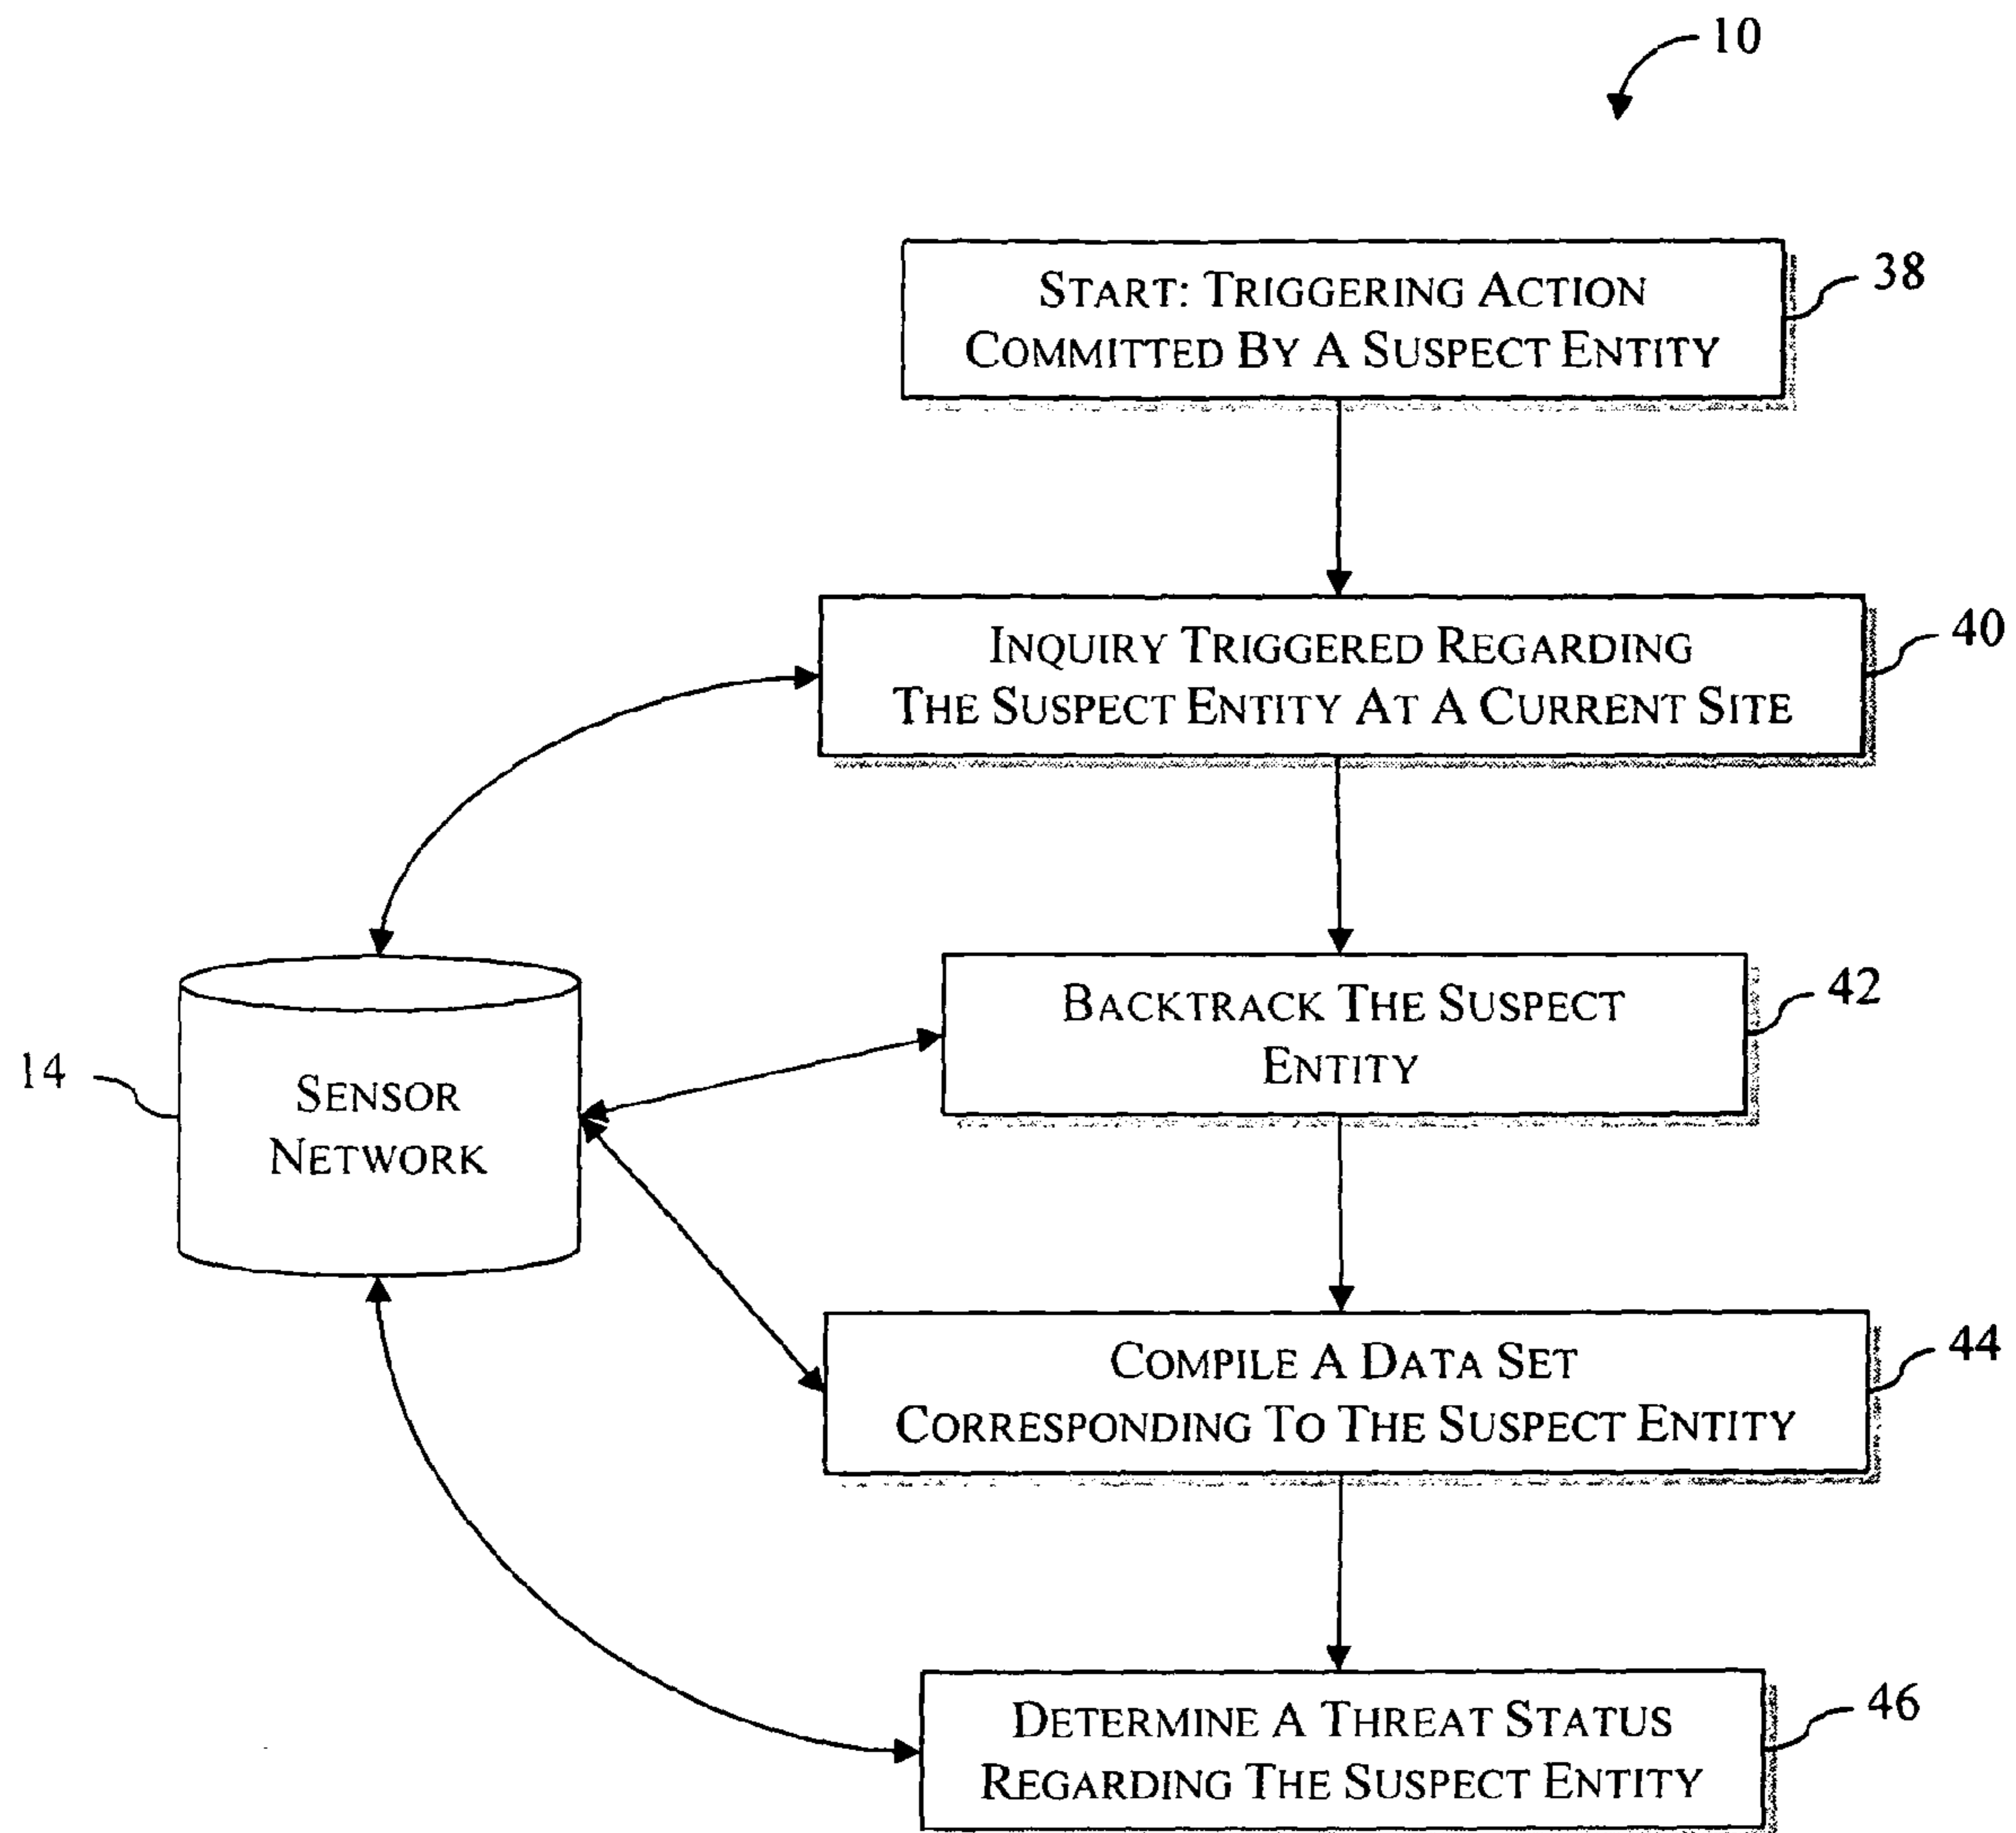 10
START: TRIGGERING ACTION
COMMITTED BY A SUSPECT ENTITY
38
INQUIRY TRIGGERED REGARDING
THE SUSPECT ENTITY AT A CURRENT SITE
40
BACKTRACK THE SUSPECT
ENTITY
42
14
SENSOR
NETWORK
COMPILE A DATA SET
CORRESPONDING TO THE SUSPECT ENTITY
44
DETERMINE A THREAT STATUS
REGARDING THE SUSPECT ENTITY
46